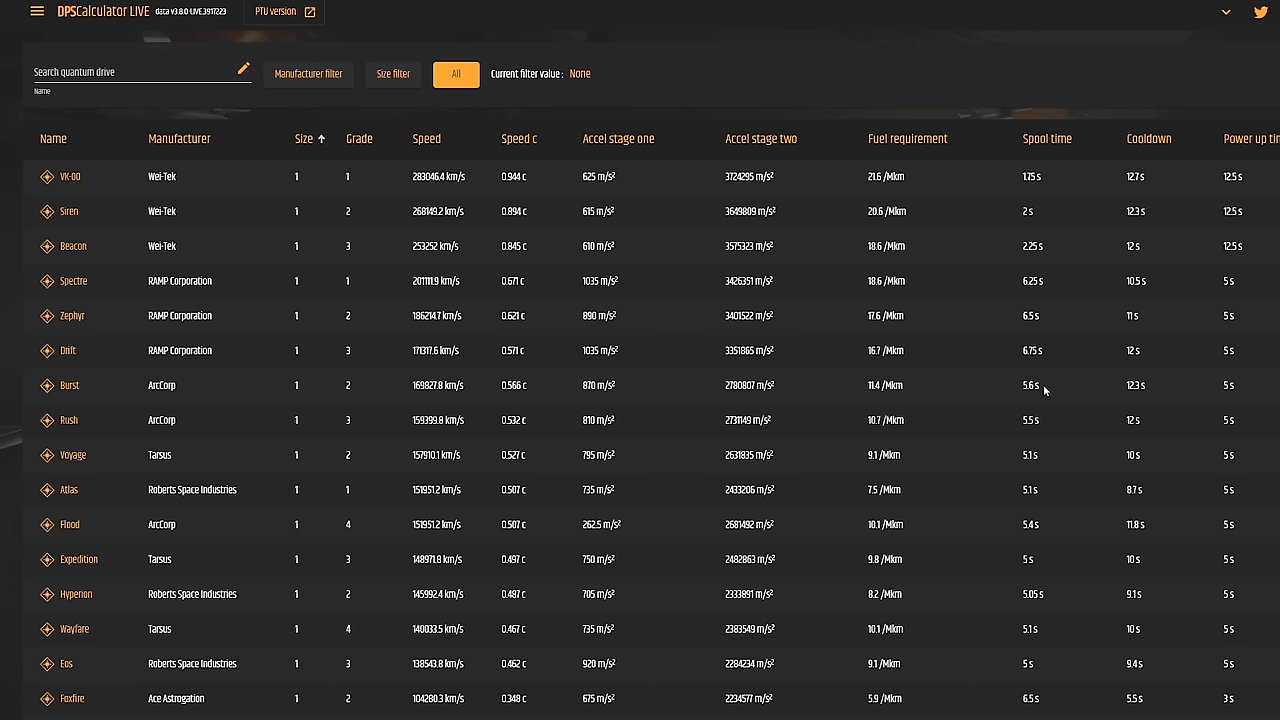 DPSCalculator LIVE data v3.8.0-LIVE.3917223 PTU version
Search quantum drive Manufacturer filter Size filter All Current filter value : None
Name
Name Manufacturer Size Grade Speed Speed c Accel stage one Accel stage two Fuel requirement Spool time Cooldown Power up tim
VK-00 Wei-Tek 1 1 283046.4 km/s 0.944 c 625 m/s² 3724295 m/s² 21.6 /Mkm 1.75 s 12.7 s 12.5 s
Siren Wei-Tek 1 2 268149.2 km/s 0.894 c 615 m/s² 3649809 m/s² 20.6 /Mkm 2 s 12.3 s 12.5 s
Beacon Wei-Tek 1 3 253252 km/s 0.845 c 610 m/s² 3575323 m/s² 18.6 /Mkm 2.25 s 12 s 12.5 s
Spectre RAMP Corporation 1 1 201111.9 km/s 0.671 c 1035 m/s² 3426351 m/s² 18.6 /Mkm 6.25 s 10.5 s 5 s
Zephyr RAMP Corporation 1 2 186214.7 km/s 0.621 c 890 m/s² 3401522 m/s² 17.6 /Mkm 6.5 s 11 s 5 s
Drift RAMP Corporation 1 3 171317.6 km/s 0.571 c 1035 m/s² 3351865 m/s² 16.7 /Mkm 6.75 s 12 s 5 s
Burst ArcCorp 1 2 169827.8 km/s 0.566 c 870 m/s² 2780807 m/s² 11.4 /Mkm 5.6 s 12.3 s 5 s
Rush ArcCorp 1 3 159399.8 km/s 0.532 c 810 m/s² 2731149 m/s² 10.7 /Mkm 5.5 s 12 s 5 s
Voyage Tarsus 1 2 157910.1 km/s 0.527 c 795 m/s² 2631835 m/s² 9.1 /Mkm 5.1 s 10 s 5 s
Atlas Roberts Space Industries 1 1 151951.2 km/s 0.507 c 735 m/s² 2433206 m/s² 7.5 /Mkm 5.1 s 8.7 s 5 s
Flood ArcCorp 1 4 151951.2 km/s 0.507 c 262.5 m/s² 2681492 m/s² 10.1 /Mkm 5.4 s 11.8 s 5 s
Expedition Tarsus 1 3 148971.8 km/s 0.497 c 750 m/s² 2482863 m/s² 9.8 /Mkm 5 s 10 s 5 s
Hyperion Roberts Space Industries 1 2 145992.4 km/s 0.487 c 705 m/s² 2333891 m/s² 8.2 /Mkm 5.05 s 9.1 s 5 s
Wayfare Tarsus 1 4 140033.5 km/s 0.467 c 735 m/s² 2383549 m/s² 10.1 /Mkm 5.1 s 10 s 5 s
Eos Roberts Space Industries 1 3 138543.8 km/s 0.462 c 920 m/s² 2284234 m/s² 9.1 /Mkm 5 s 9.4 s 5 s
Foxfire Ace Astrogation 1 2 104280.3 km/s 0.348 c 675 m/s² 2234577 m/s² 5.9 /Mkm 6.5 s 5.5 s 3 s